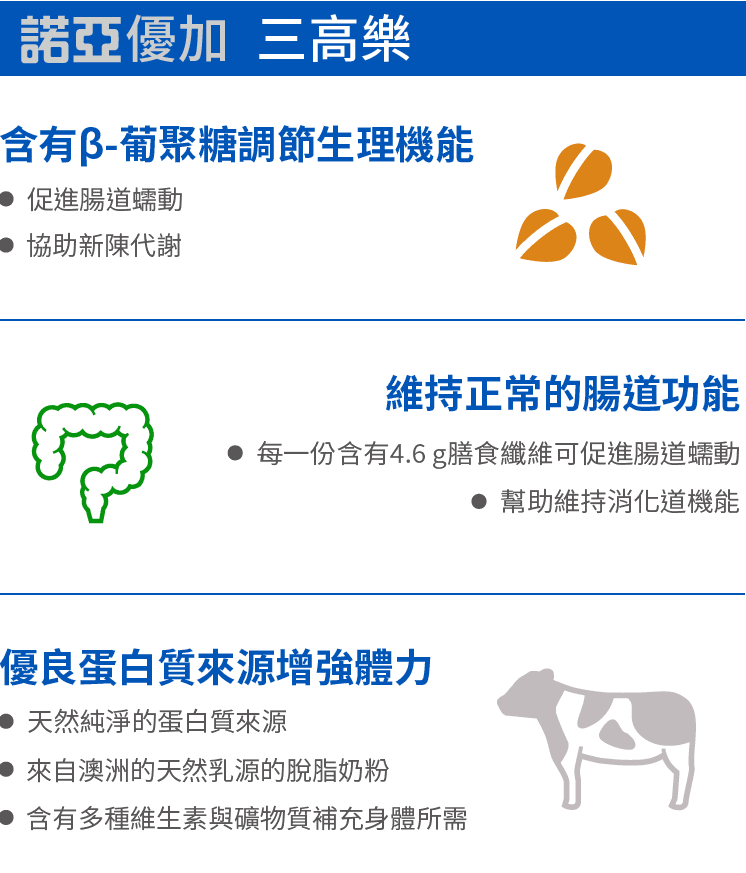 諾亞優加 三高樂
含有β-葡聚糖調節生理機能
● 促進腸道蠕動
● 協助新陳代謝
維持正常的腸道功能
● 每一份含有4.6 g膳食纖維可促進腸道蠕動
● 幫助維持消化道機能
優良蛋白質來源增強體力
● 天然純淨的蛋白質來源
● 來自澳洲的天然乳源的脫脂奶粉
● 含有多種維生素與礦物質補充身體所需